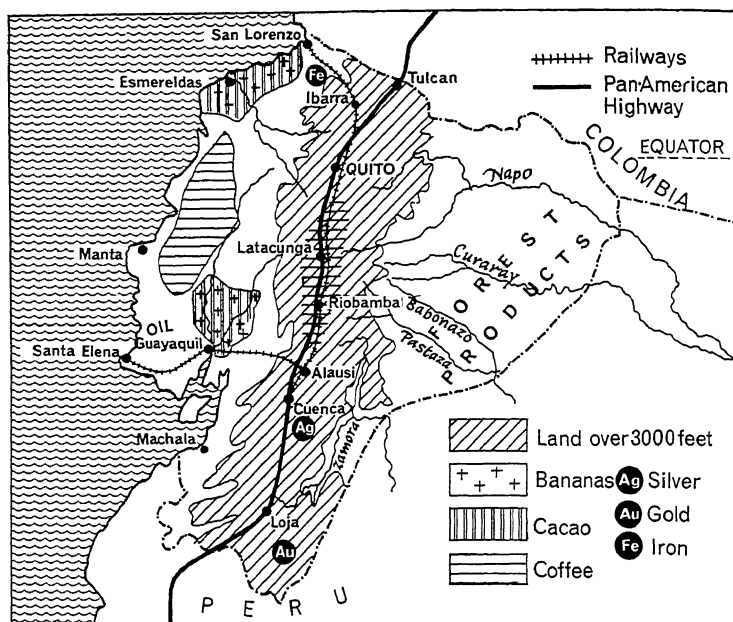 San Lorenzo
Esmereldas
Fe
Ibarra
Tulcan
Railways
Pan-American
Highway
COLOMBIA
EQUATOR
QUITO
Napo
Manta
Latacunga
Curaray
FOREST
PRODUCTS
OIL
Riobamba
Bobonazo
Guayaquil
Pastaza
Santa Elena
Alausi
Cuenca
Ag
Machala
Zamora
Loja
Au
PERU
Land over 3000 feet
Bananas
Ag Silver
Cacao
Au Gold
Fe Iron
Coffee